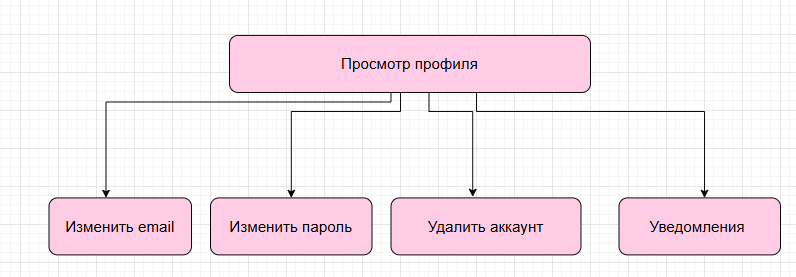 Просмотр профиля
Изменить email
Изменить пароль
Удалить аккаунт
Уведомления